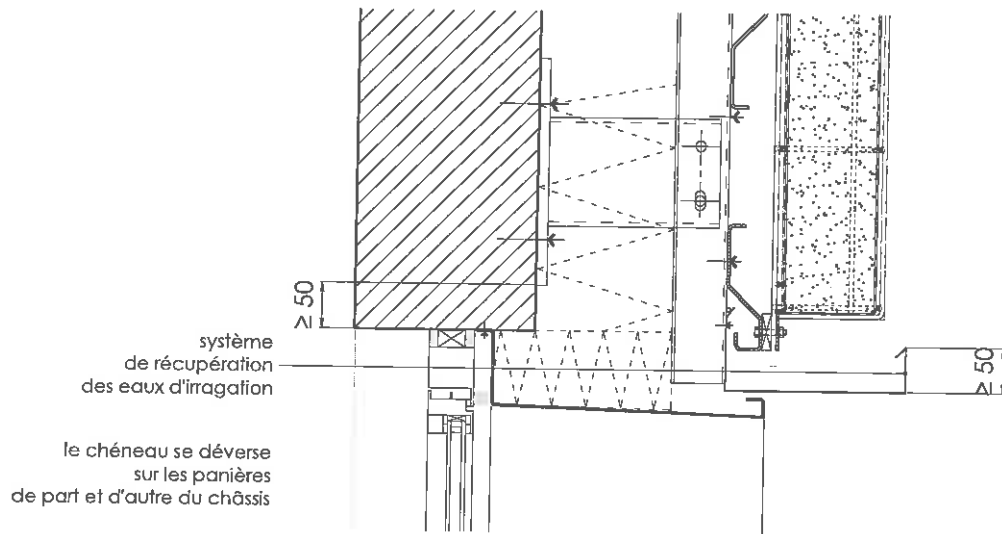 ≥ 50
système
de récupération
des eaux d'irragation
≥50
le chéneau se déverse
sur les panières
de part et d'autre du châssis